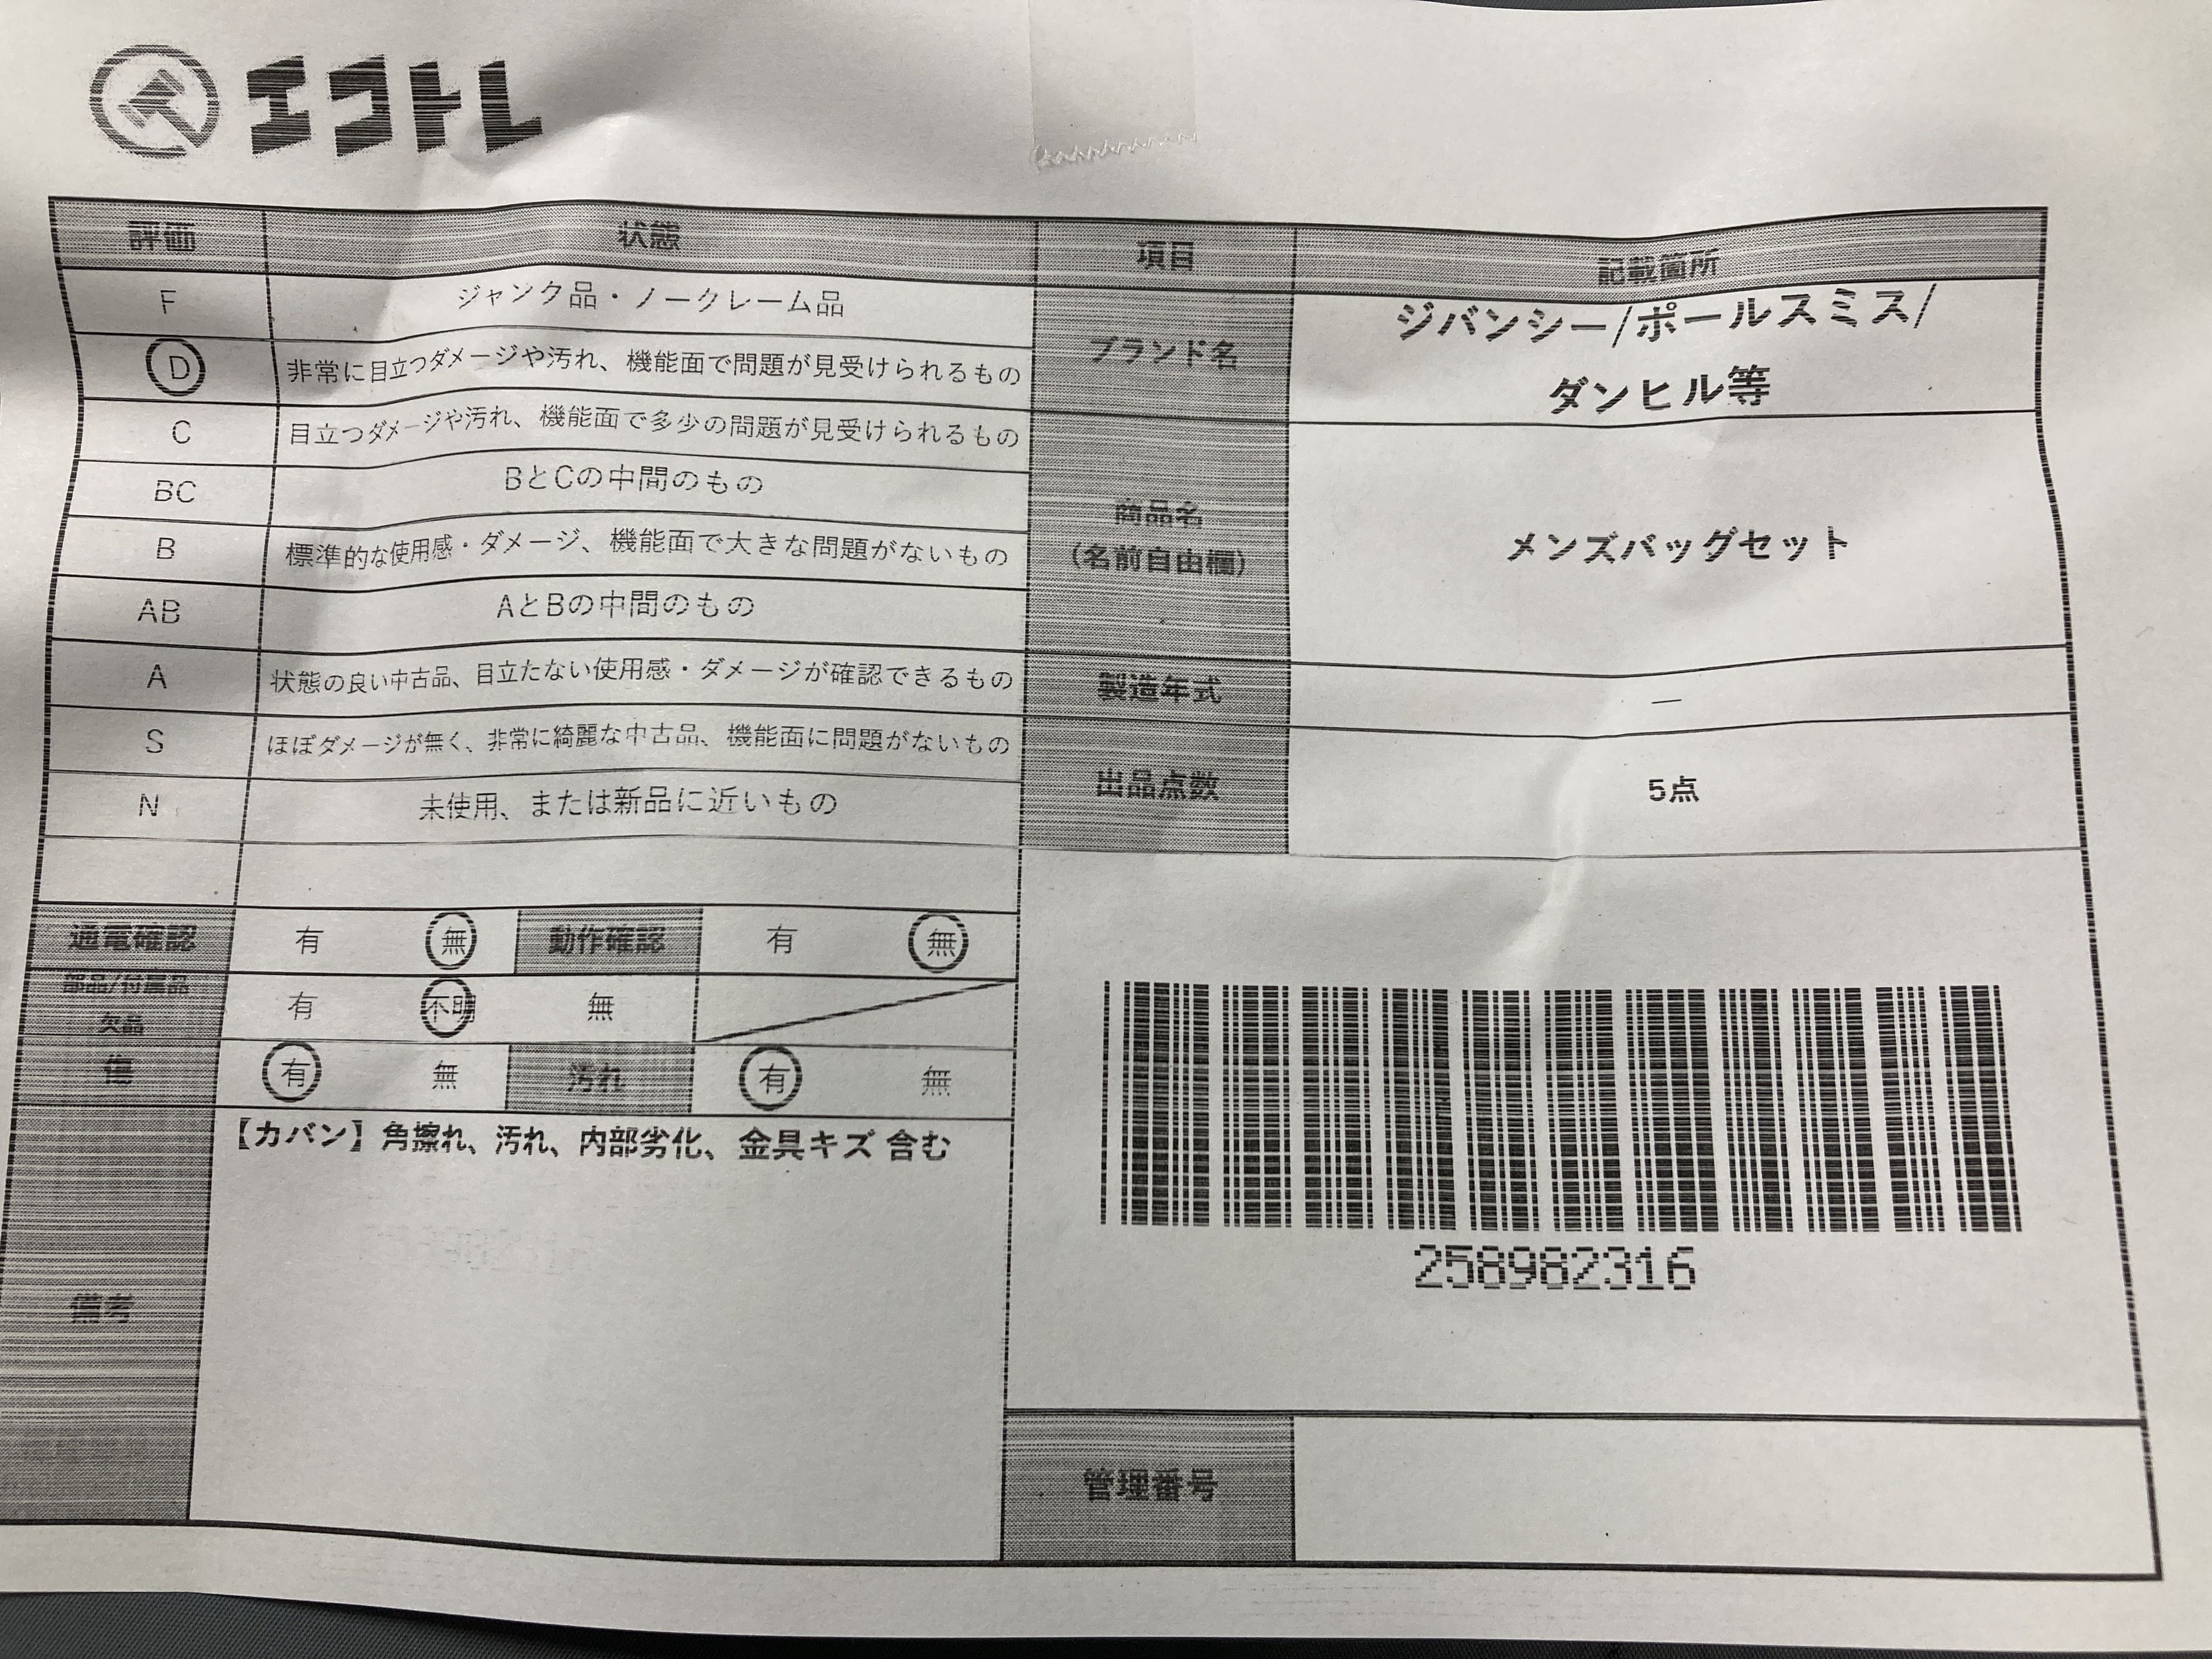 エコトレ
評価 状態
F ジャンク品・ノークレーム品
D 非常に目立つダメージや汚れ、機能面で問題が見受けられるもの
C 目立つダメージや汚れ、機能面で多少の問題が見受けられるもの
BC BとCの中間のもの
B 標準的な使用感・ダメージ、機能面で大きな問題がないもの
AB AとBの中間のもの
A 状態の良い中古品、目立たない使用感・ダメージが確認できるもの
S ほぼダメージが無く、非常に綺麗な中古品、機能面に問題がないもの
N 未使用、または新品に近いもの
通電確認 有 無 動作確認 有 無
部品/付属品
欠品 有 不明 無
傷 有 無 汚れ 有 無
備考
【カバン】角擦れ、汚れ、内部劣化、金具キズ 含む
項目 記載箇所
ブランド名
ジバンシー/ポールスミス/
ダンヒル等
商品名
(名前自由欄)
メンズバッグセット
製造年式 ―
出品点数 5点
258982316
管理番号